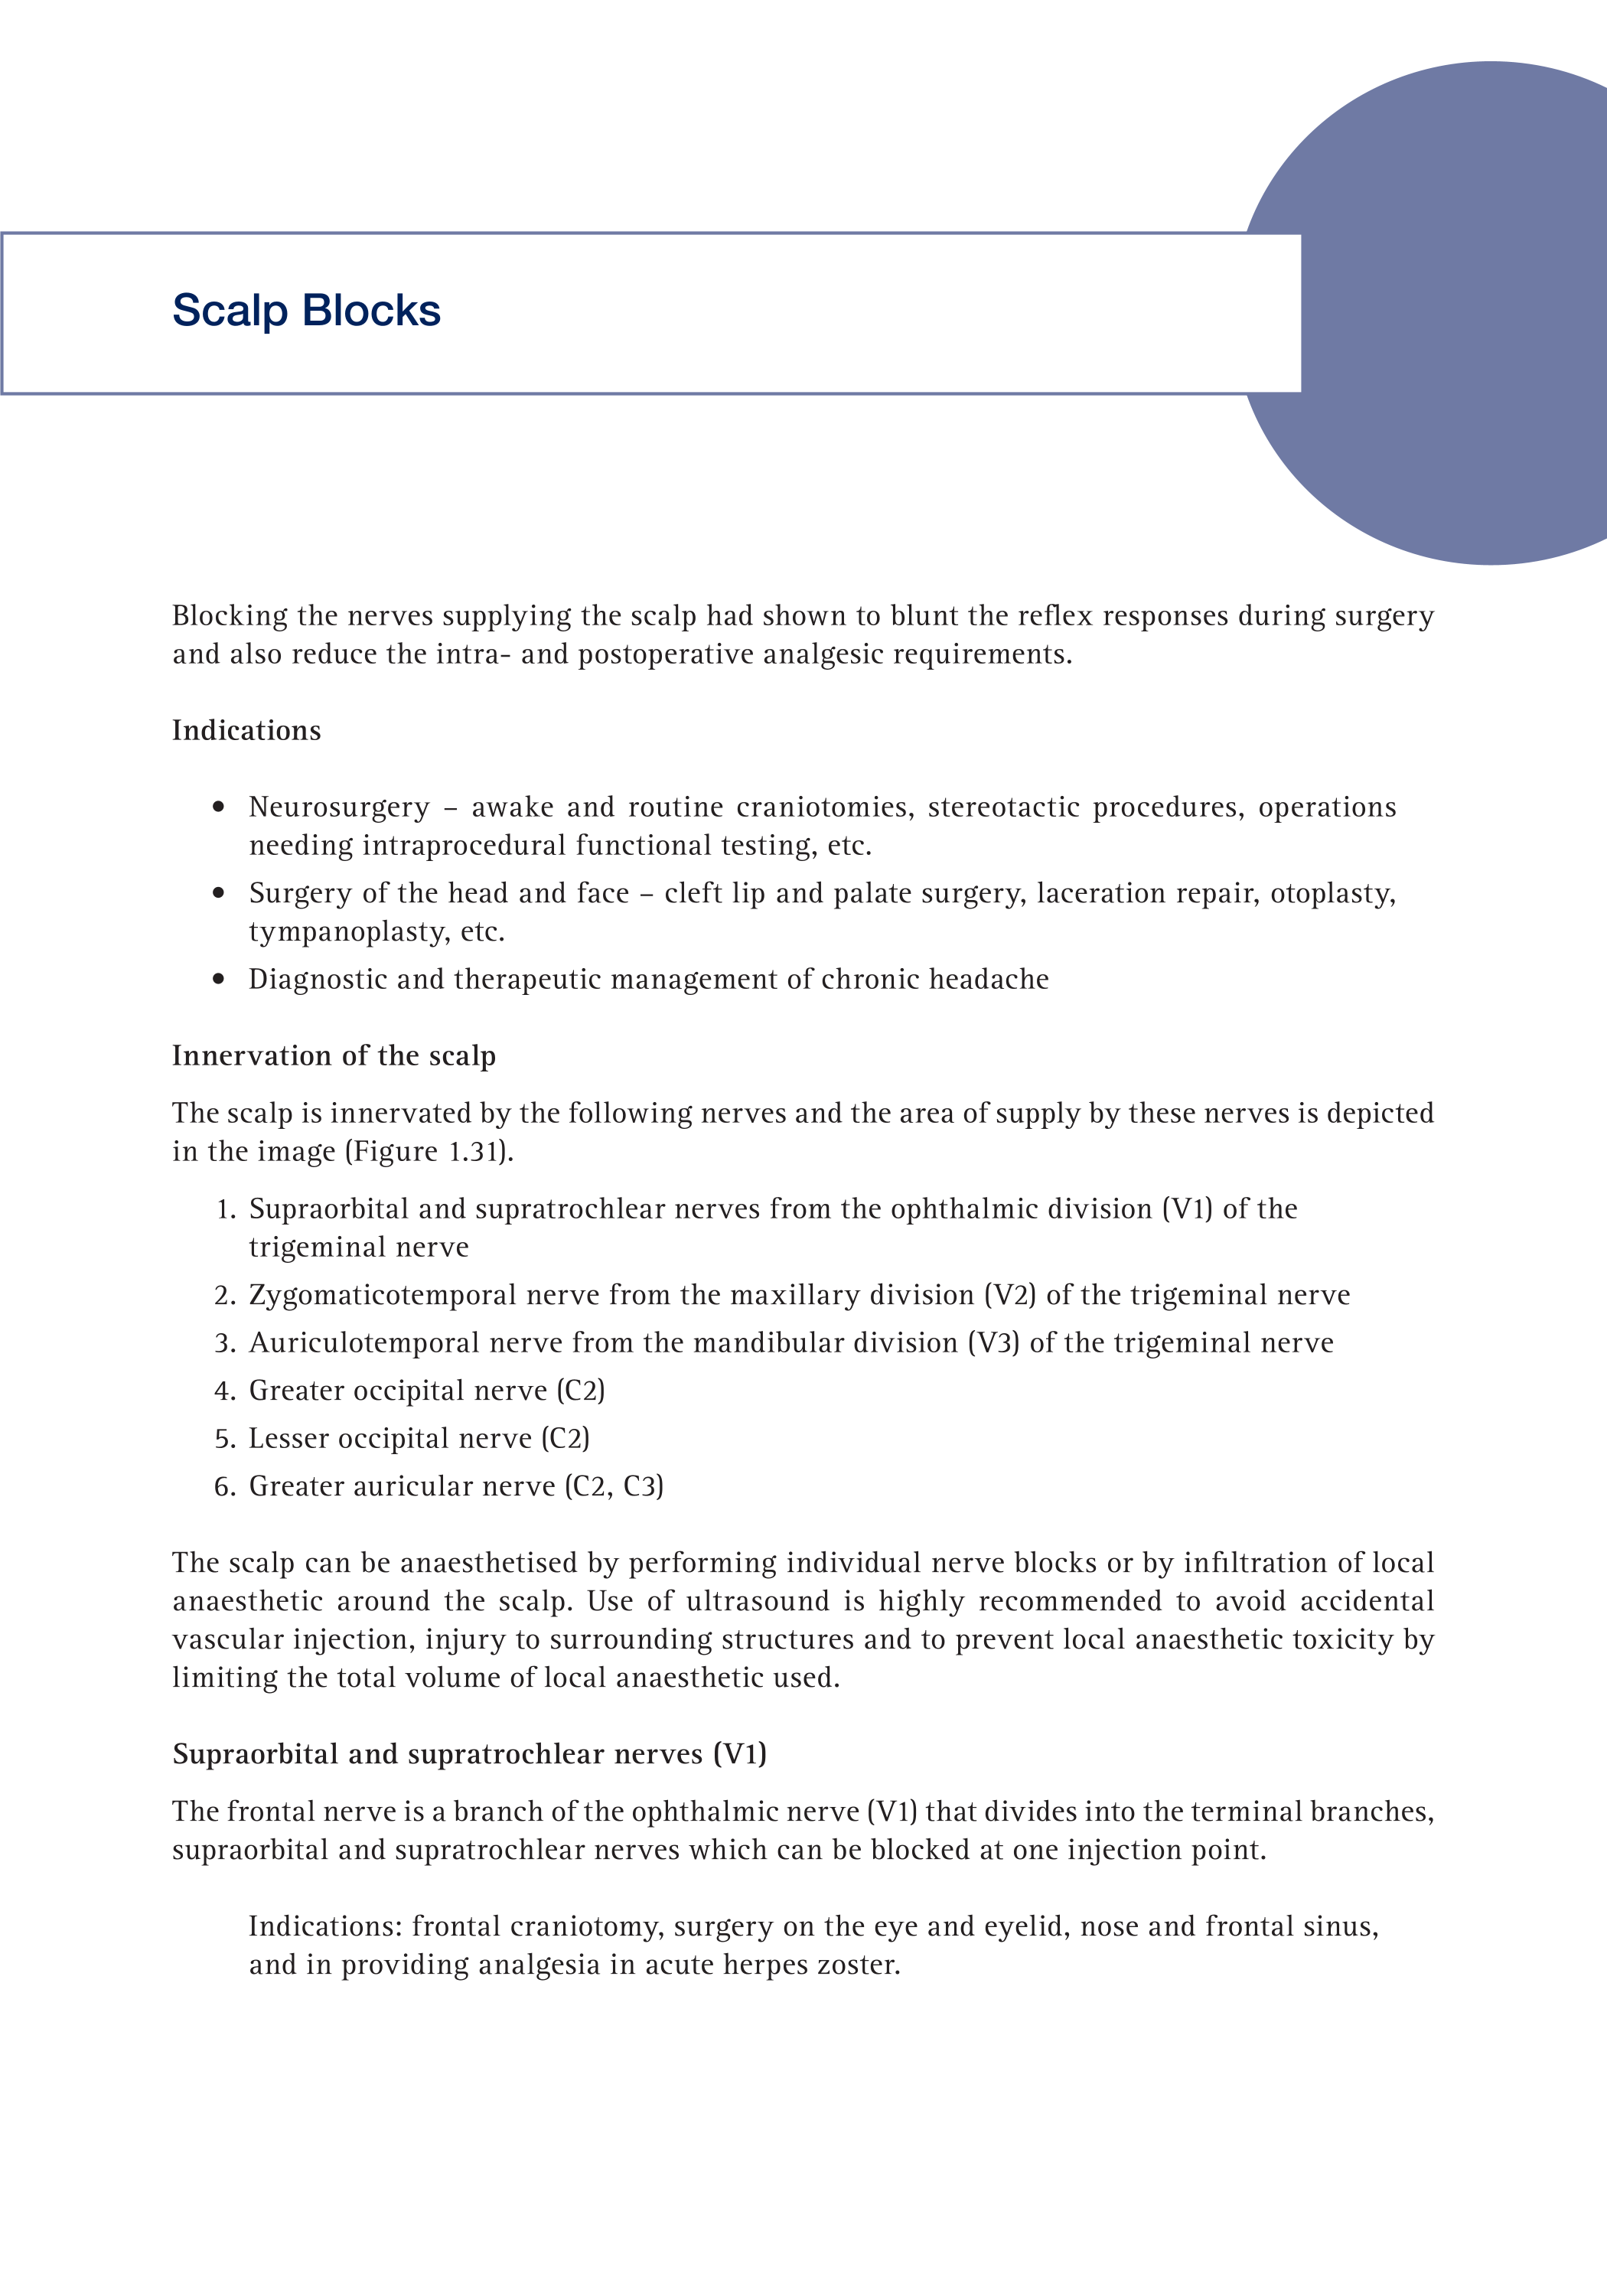 Scalp Blocks
Blocking the nerves supplying the scalp had shown to blunt the reflex responses during surgery
and also reduce the intra- and postoperative analgesic requirements.
Indications
• Neurosurgery – awake and routine craniotomies, stereotactic procedures, operations
needing intraprocedural functional testing, etc.
• Surgery of the head and face – cleft lip and palate surgery, laceration repair, otoplasty,
tympanoplasty, etc.
• Diagnostic and therapeutic management of chronic headache
Innervation of the scalp
The scalp is innervated by the following nerves and the area of supply by these nerves is depicted
in the image (Figure 1.31).
1. Supraorbital and supratrochlear nerves from the ophthalmic division (V1) of the
trigeminal nerve
2. Zygomaticotemporal nerve from the maxillary division (V2) of the trigeminal nerve
3. Auriculotemporal nerve from the mandibular division (V3) of the trigeminal nerve
4. Greater occipital nerve (C2)
5. Lesser occipital nerve (C2)
6. Greater auricular nerve (C2, C3)
The scalp can be anaesthetised by performing individual nerve blocks or by infiltration of local
anaesthetic around the scalp. Use of ultrasound is highly recommended to avoid accidental
vascular injection, injury to surrounding structures and to prevent local anaesthetic toxicity by
limiting the total volume of local anaesthetic used.
Supraorbital and supratrochlear nerves (V1)
The frontal nerve is a branch of the ophthalmic nerve (V1) that divides into the terminal branches,
supraorbital and supratrochlear nerves which can be blocked at one injection point.
Indications: frontal craniotomy, surgery on the eye and eyelid, nose and frontal sinus,
and in providing analgesia in acute herpes zoster.